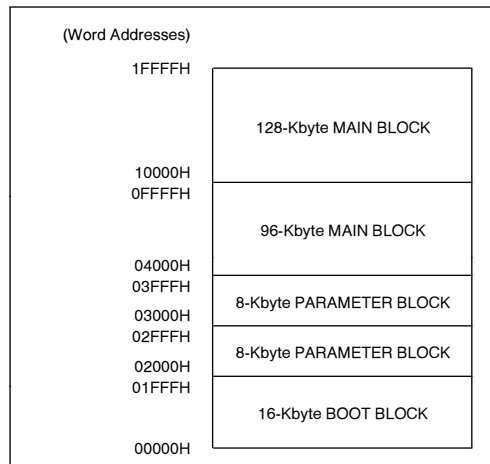 (Word Addresses)
1FFFFH
128-Kbyte MAIN BLOCK
10000H
0FFFFH
96-Kbyte MAIN BLOCK
04000H
03FFFH
8-Kbyte PARAMETER BLOCK
03000H
02FFFH
8-Kbyte PARAMETER BLOCK
02000H
01FFFH
16-Kbyte BOOT BLOCK
00000H